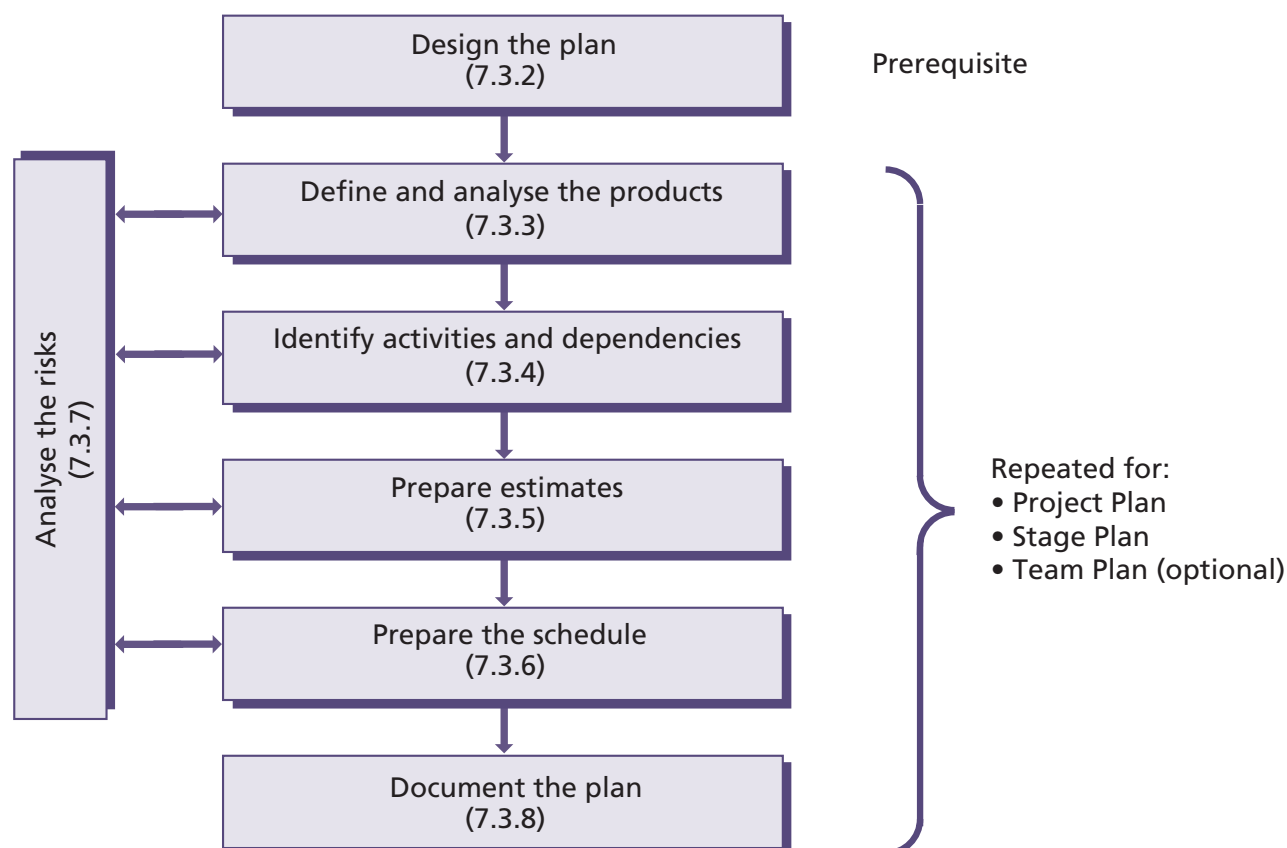 Design the plan
(7.3.2)
Prerequisite
Define and analyse the products
(7.3.3)
Identify activities and dependencies
(7.3.4)
Analyse the risks
(7.3.7)
Prepare estimates
(7.3.5)
Repeated for:
• Project Plan
• Stage Plan
• Team Plan (optional)
Prepare the schedule
(7.3.6)
Document the plan
(7.3.8)